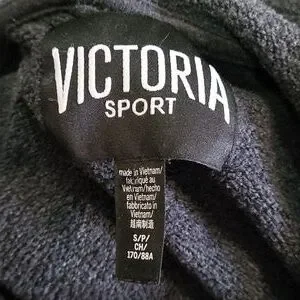 VICTORIA
SPORT
made in Vietnam/
fabriqué au
Vietnam/hecho
en Vietnam/
fabbricato in
Vietnam/
越南制造
S/P/
CH/
170/88A